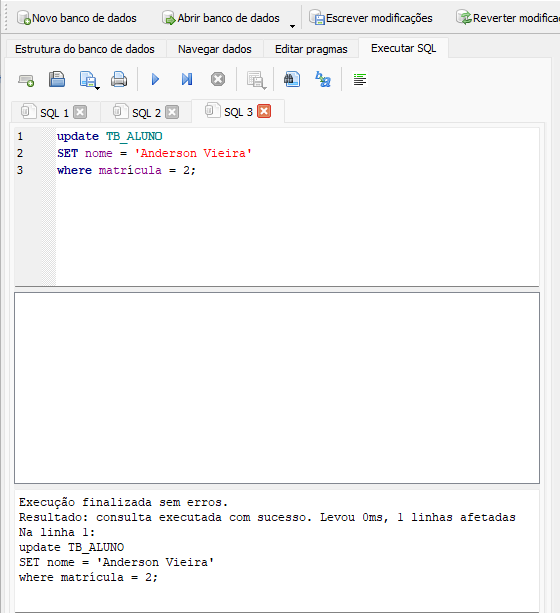 Novo banco de dados Abrir banco de dados Escrever modificações Reverter modifica
Estrutura do banco de dados Navegar dados Editar pragmas Executar SQL
SQL 1 SQL 2 SQL 3
1 update TB_ALUNO
2 SET nome = 'Anderson Vieira'
3 where matrícula = 2;
Execução finalizada sem erros.
Resultado: consulta executada com sucesso. Levou 0ms, 1 linhas afetadas
Na linha 1:
update TB_ALUNO
SET nome = 'Anderson Vieira'
where matrícula = 2;